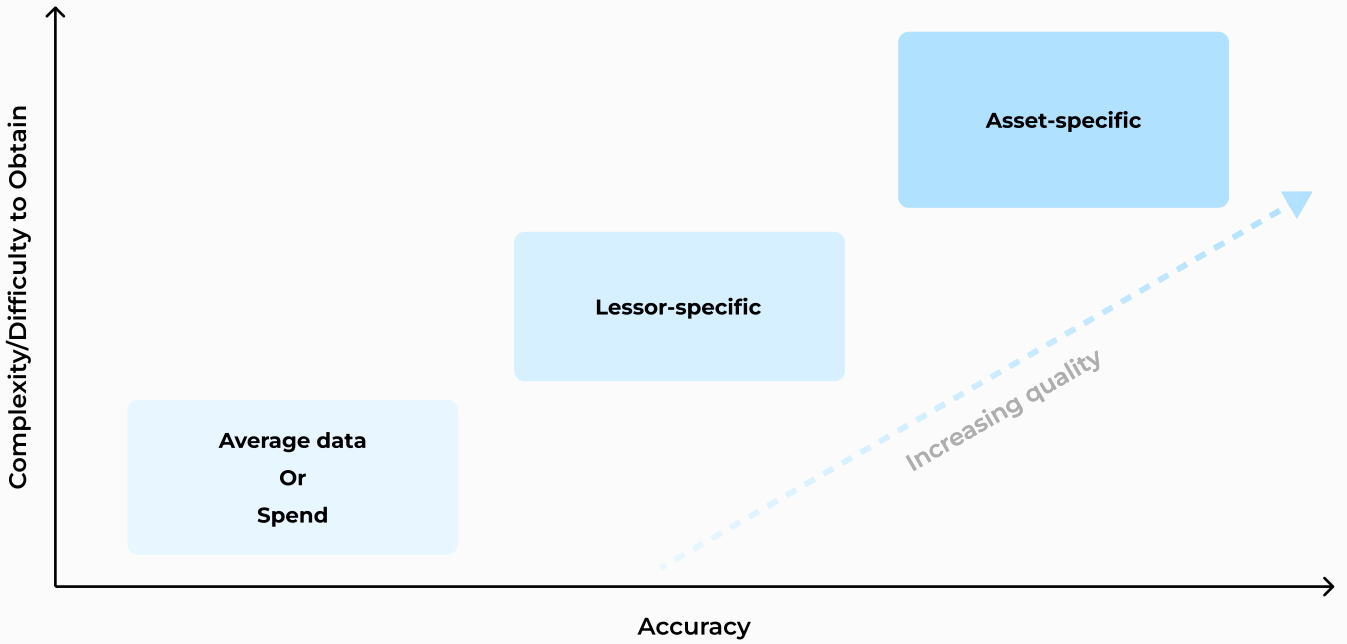 Complexity/Difficulty to Obtain
Asset-specific
Lessor-specific
Average data
Or
Spend
Increasing quality
Accuracy